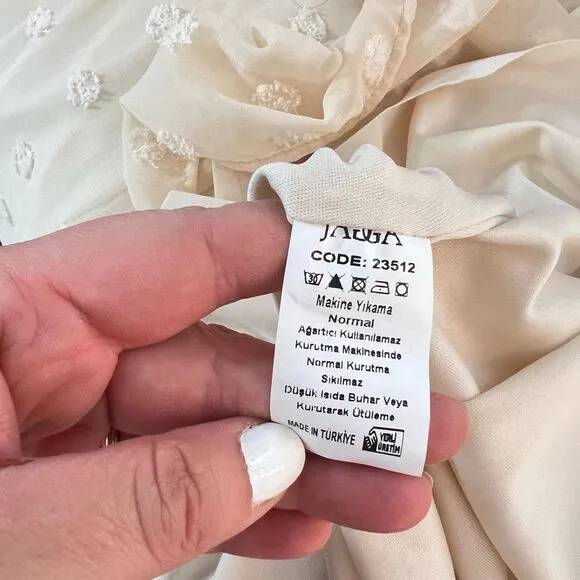 CODE: 23512
30
Makine Yıkama
Normal
Ağartıcı Kullanılamaz
Kurutma Makinesinde
Normal Kurutma
Sıkılmaz
Düşük Isıda Buhar Veya
Kurutarak Ütüleme
MADE IN TÜRKİYE
YERLİ
ÜRETİM